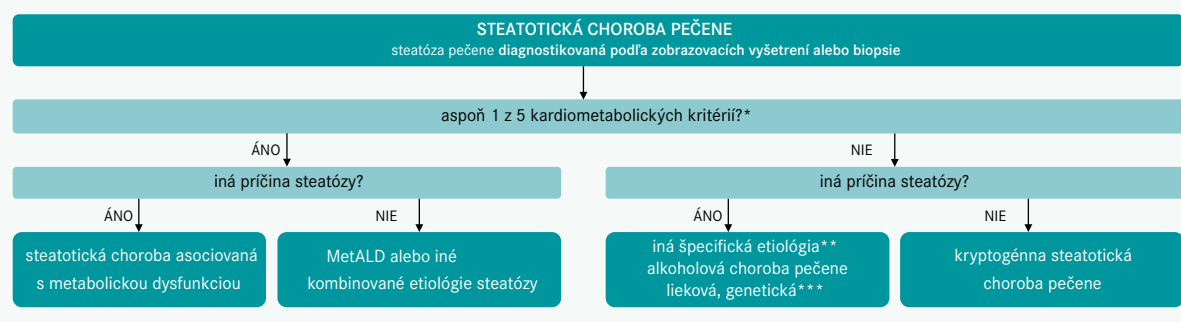 STEATOTICKÁ CHOROBA PEČENE
steatóza pečene diagnostikovaná podľa zobrazovacích vyšetrení alebo biopsie
aspoň 1 z 5 kardiometabolických kritérií?*
ÁNO
NIE
iná príčina steatózy?
iná príčina steatózy?
ÁNO
NIE
ÁNO
NIE
steatotická choroba asociovaná
s metabolickou dysfunkciou
MetALD alebo iné
kombinované etiológie steatózy
iná špecifická etiológia**
alkoholová choroba pečene
lieková, genetická***
kryptogénna steatotická
choroba pečene